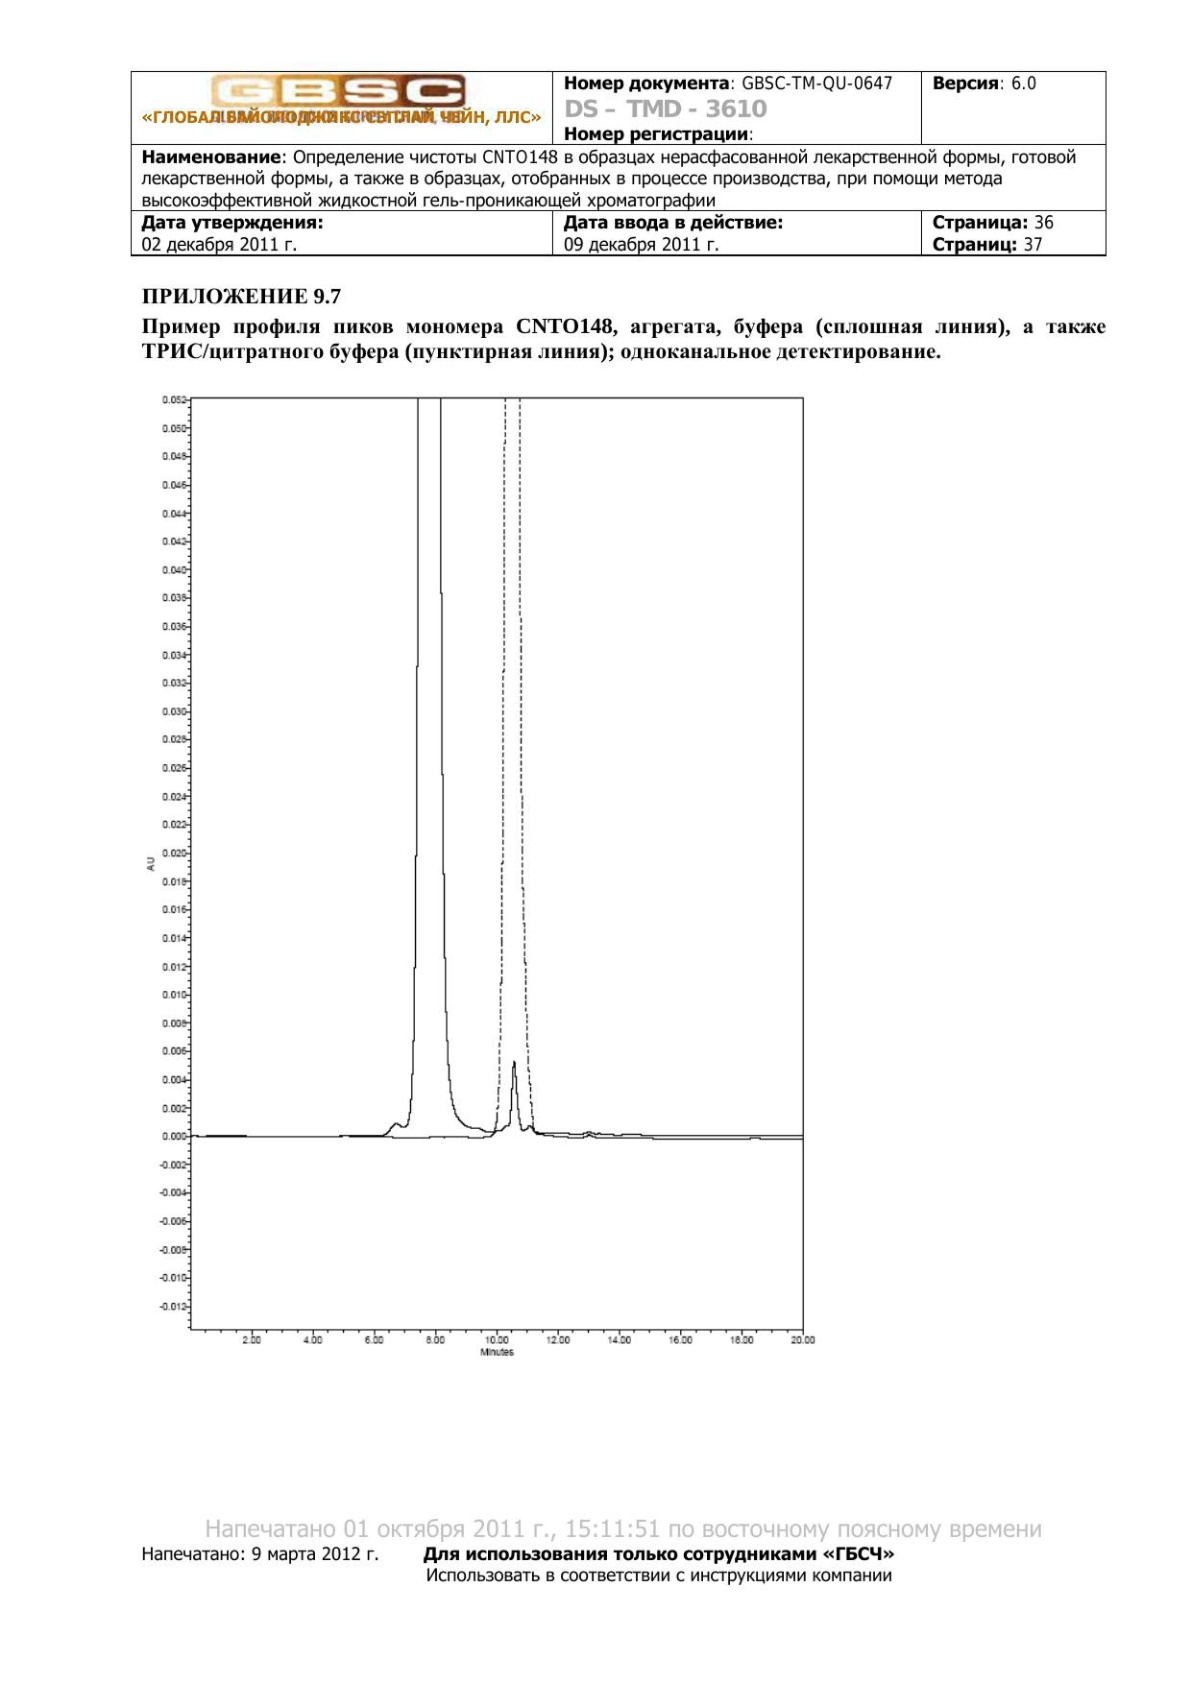 GBSC
«ГЛОБАЛ БАЙОЛОДЖИКС СЭПЛАЙ ЧЕЙН, ЛЛС»
Номер документа: GBSC-TM-QU-0647
DS – TMD - 3610
Номер регистрации:
Версия: 6.0
Наименование: Определение чистоты CNTO148 в образцах нерасфасованной лекарственной формы, готовой
лекарственной формы, а также в образцах, отобранных в процессе производства, при помощи метода
высокоэффективной жидкостной гель-проникающей хроматографии
Дата утверждения:
02 декабря 2011 г.
Дата ввода в действие:
09 декабря 2011 г.
Страница: 36
Страниц: 37
ПРИЛОЖЕНИЕ 9.7
Пример профиля пиков мономера CNTO148, агрегата, буфера (сплошная линия), а также
ТРИС/цитратного буфера (пунктирная линия); одноканальное детектирование.
0.052
0.050
0.048
0.046
0.044
0.042
0.040
0.038
0.036
0.034
0.032
0.030
0.028
0.026
0.024
0.022
0.020
AU
0.018
0.016
0.014
0.012
0.010
0.008
0.006
0.004
0.002
0.000
-0.002
-0.004
-0.006
-0.008
-0.010
-0.012
2.00 4.00 6.00 8.00 10.00 12.00 14.00 16.00 18.00 20.00
Minutes
Напечатано 01 октября 2011 г., 15:11:51 по восточному поясному времени
Напечатано: 9 марта 2012 г. Для использования только сотрудниками «ГБСЧ»
Использовать в соответствии с инструкциями компании